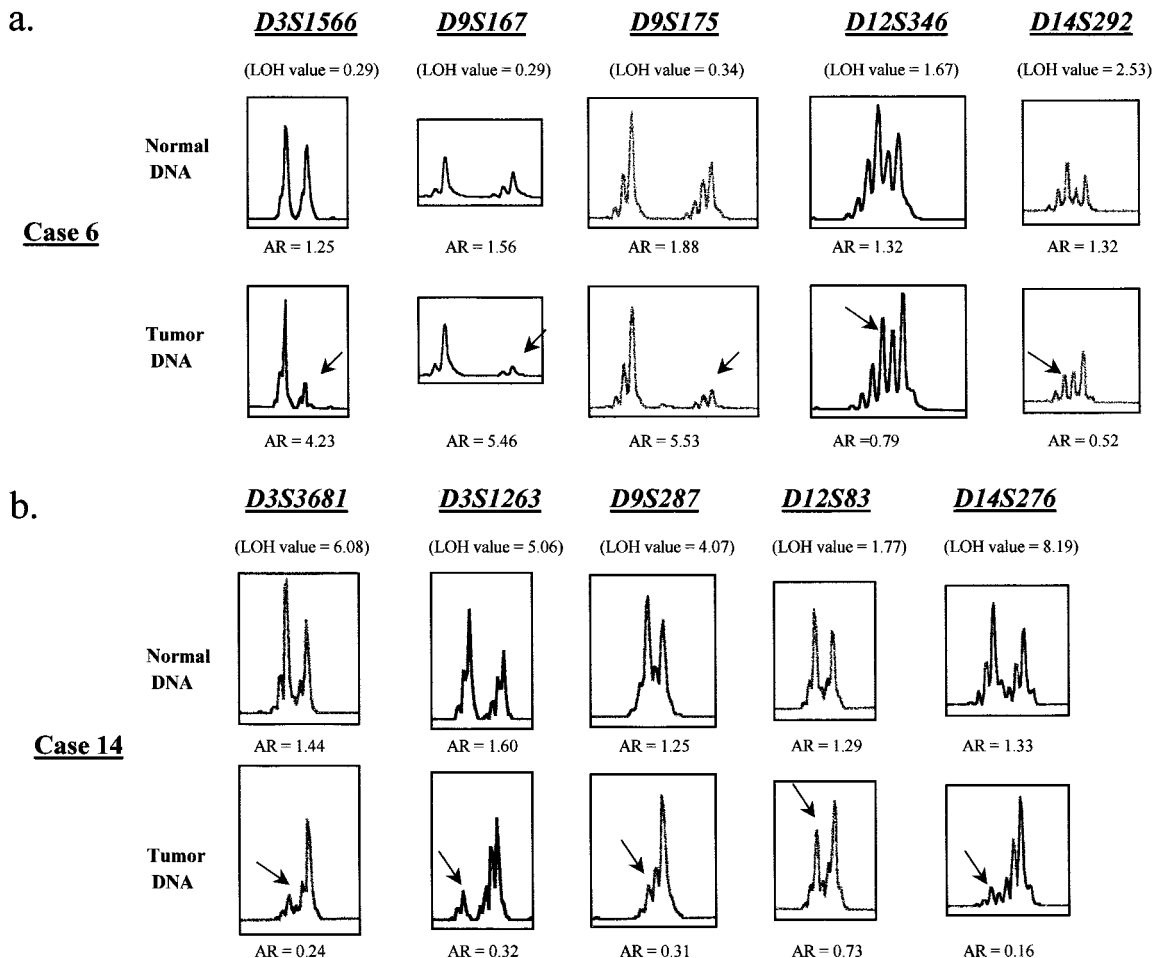 a.
D3S1566 D9S167 D9S175 D12S346 D14S292
(LOH value = 0.29) (LOH value = 0.29) (LOH value = 0.34) (LOH value = 1.67) (LOH value = 2.53)
Normal
DNA
Case 6
AR = 1.25 AR = 1.56 AR = 1.88 AR = 1.32 AR = 1.32
Tumor
DNA
AR = 4.23 AR = 5.46 AR = 5.53 AR =0.79 AR = 0.52
b.
D3S3681 D3S1263 D9S287 D12S83 D14S276
(LOH value = 6.08) (LOH value = 5.06) (LOH value = 4.07) (LOH value = 1.77) (LOH value = 8.19)
Normal
DNA
Case 14
AR = 1.44 AR = 1.60 AR = 1.25 AR = 1.29 AR = 1.33
Tumor
DNA
AR = 0.24 AR = 0.32 AR = 0.31 AR = 0.73 AR = 0.16